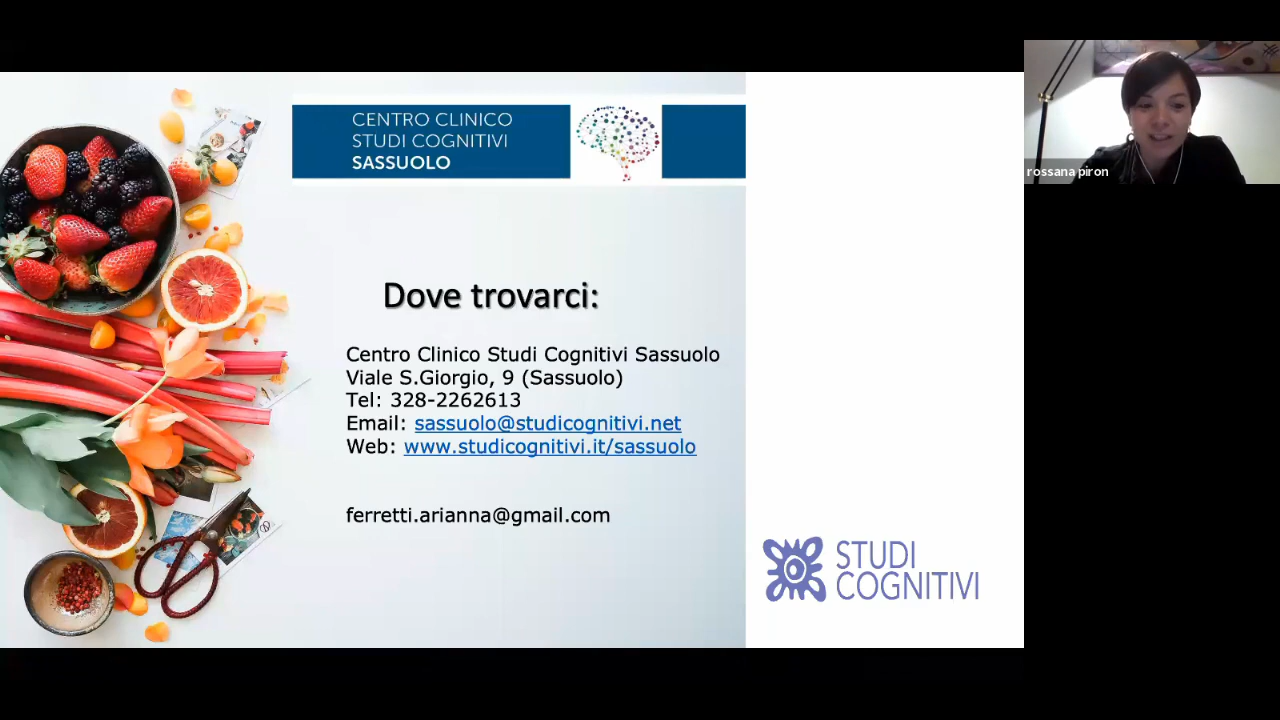 CENTRO CLINICO
STUDI COGNITIVI
SASSUOLO
rossana piron
Dove trovarci:
Centro Clinico Studi Cognitivi Sassuolo
Viale S.Giorgio, 9 (Sassuolo)
Tel: 328-2262613
Email: sassuolo@studicognitivi.net
Web: www.studicognitivi.it/sassuolo
ferretti.arianna@gmail.com
STUDI
COGNITIVI